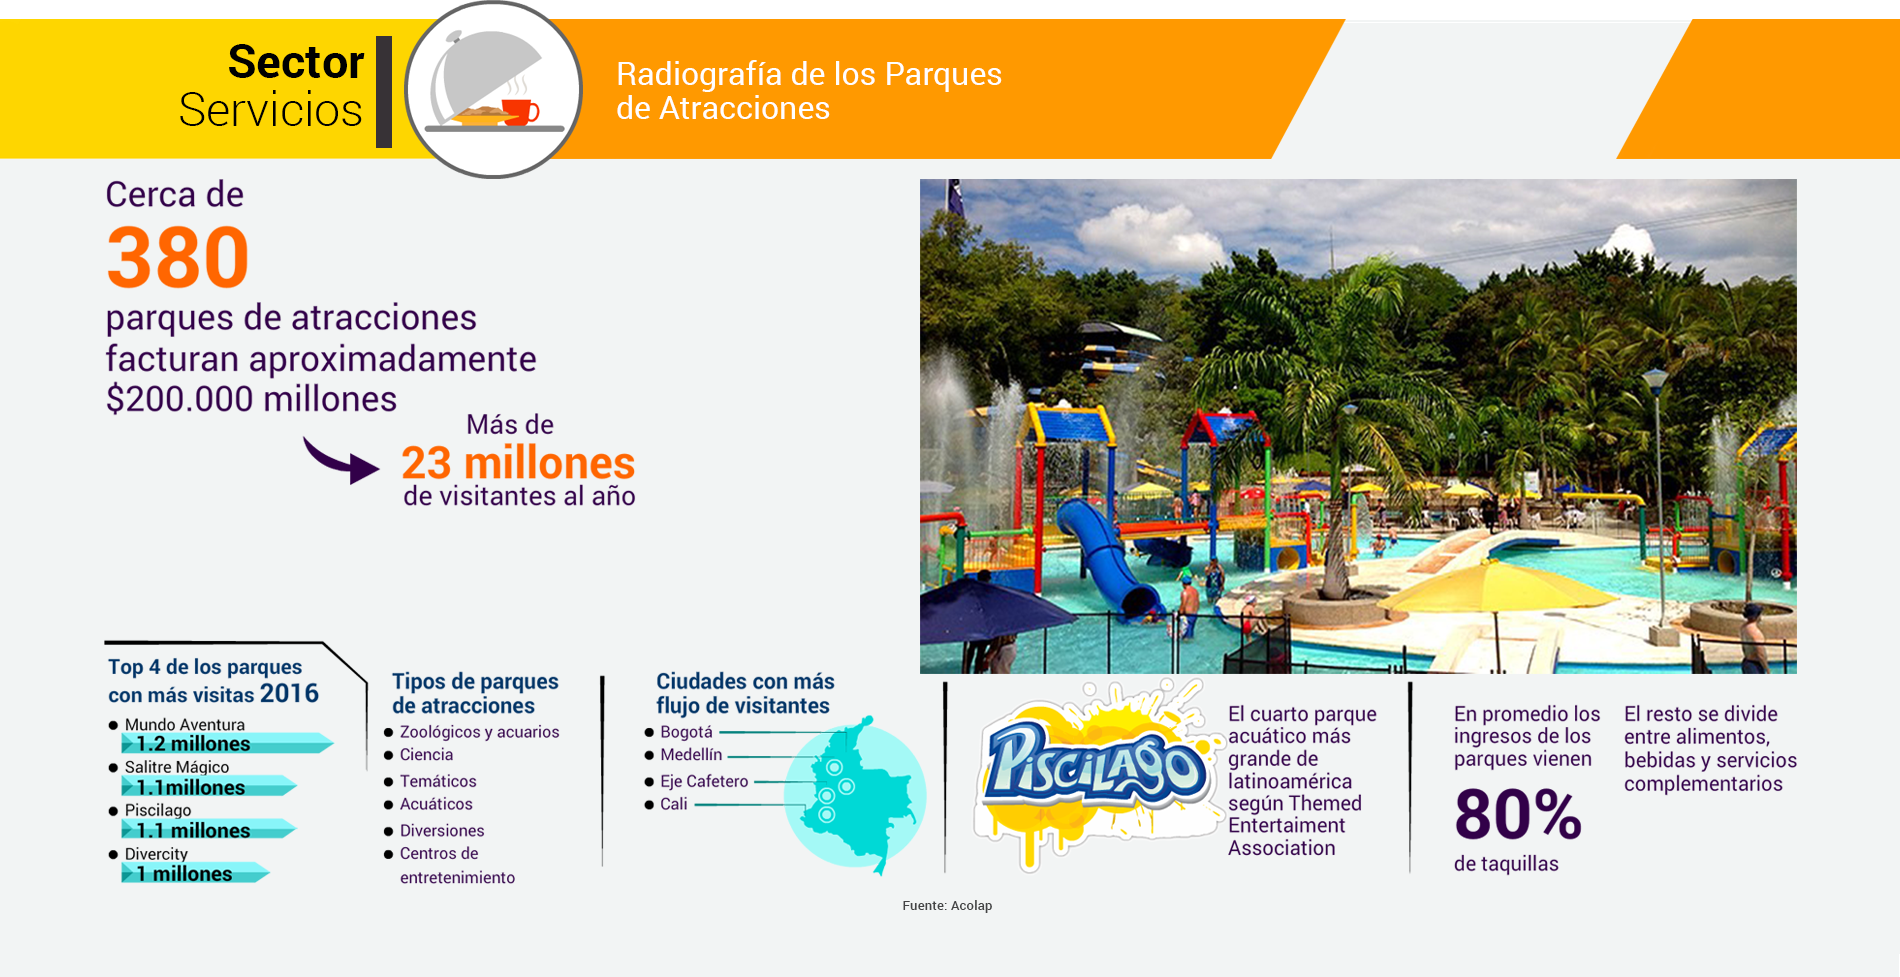 Sector
Servicios
Radiografía de los Parques
de Atracciones
Cerca de
380
parques de atracciones
facturan aproximadamente
$200.000 millones
Más de
23 millones
de visitantes al año
Top 4 de los parques
con más visitas 2016
Mundo Aventura
1.2 millones
Salitre Mágico
1.1millones
Piscilago
1.1 millones
Divercity
1 millones
Tipos de parques
de atracciones
Zoológicos y acuarios
Ciencia
Temáticos
Acuáticos
Diversiones
Centros de
entretenimiento
Ciudades con más
flujo de visitantes
Bogotá
Medellín
Eje Cafetero
Cali
PISCILAGO
El cuarto parque
acuático más
grande de
latinoamérica
según Themed
Entertaiment
Association
En promedio los
ingresos de los
parques vienen
80%
de taquillas
El resto se divide
entre alimentos,
bebidas y servicios
complementarios
Fuente: Acolap